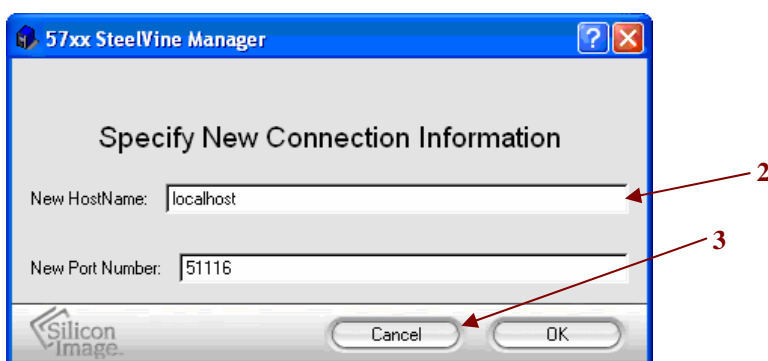 57xx SteelVine Manager
Specify New Connection Information
2
New HostName: localhost
3
New Port Number: 51116
Silicon
Image.
Cancel
OK